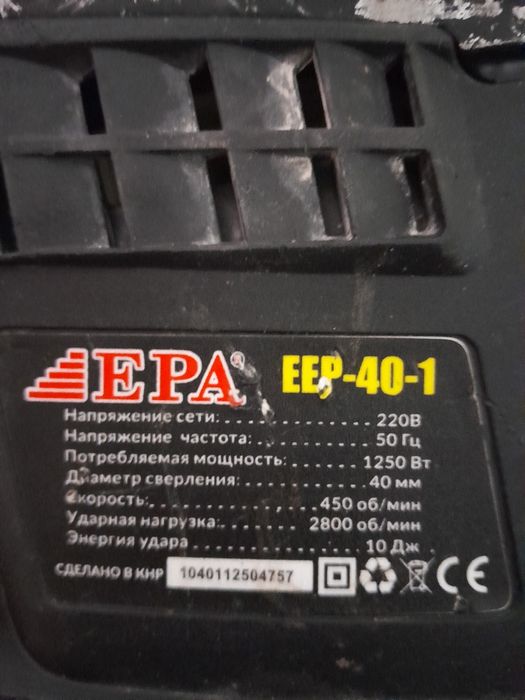 EPA®
EEP-40-1
Напряжение сети: 220В
Напряжение частота: 50 Гц
Потребляемая мощность: 1250 Вт
Диаметр сверления: 40 мм
Скорость: 450 об/мин
Ударная нагрузка: 2800 об/мин
Энергия удара 10 Дж
СДЕЛАНО В КНР 1040112504757 CE